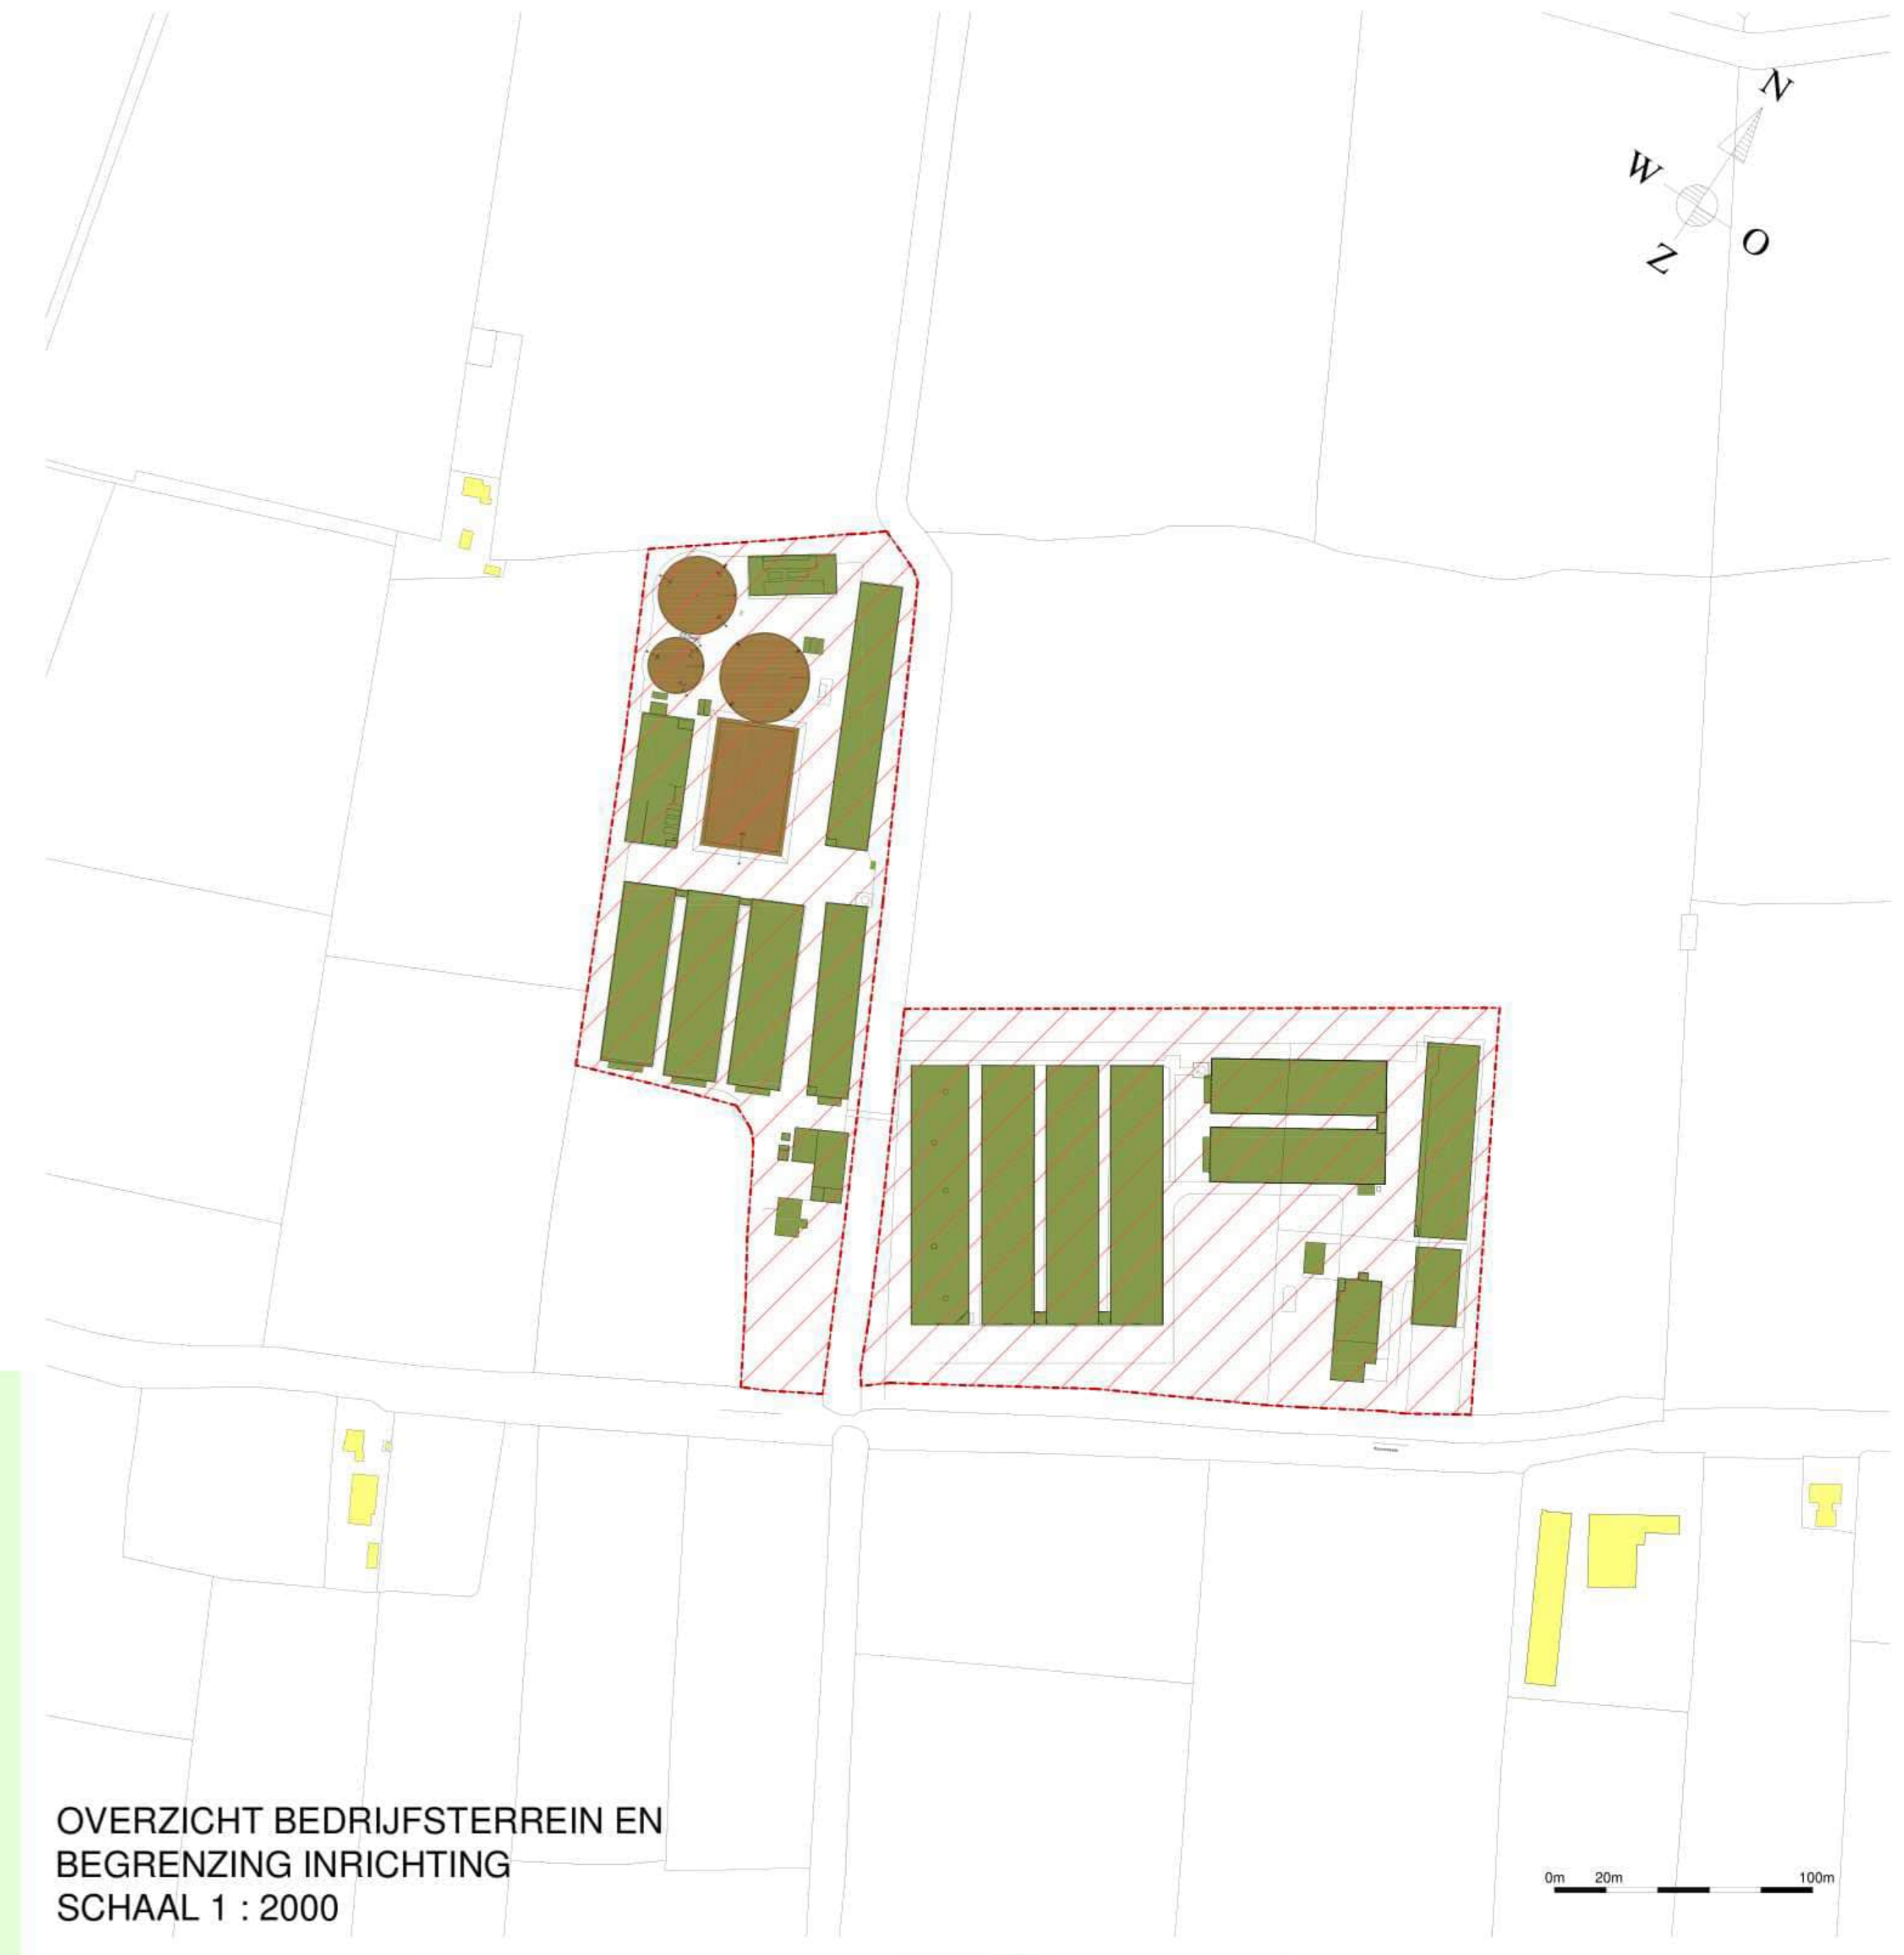 N
W
O
Z
OVERZICHT BEDRIJFSTERREIN EN
BEGRENZING INRICHTING
SCHAAL 1 : 2000
0m 20m 100m